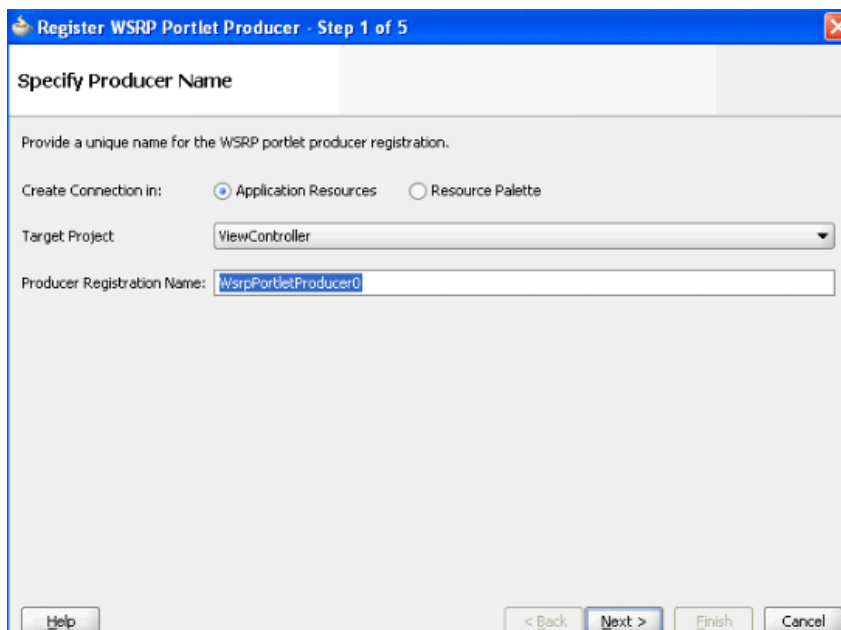 Register WSRP Portlet Producer - Step 1 of 5
Specify Producer Name
Provide a unique name for the WSRP portlet producer registration.
Create Connection in: Application Resources Resource Palette
Target Project ViewController
Producer Registration Name: WsrpPortletProducer0
Help < Back Next > Finish Cancel